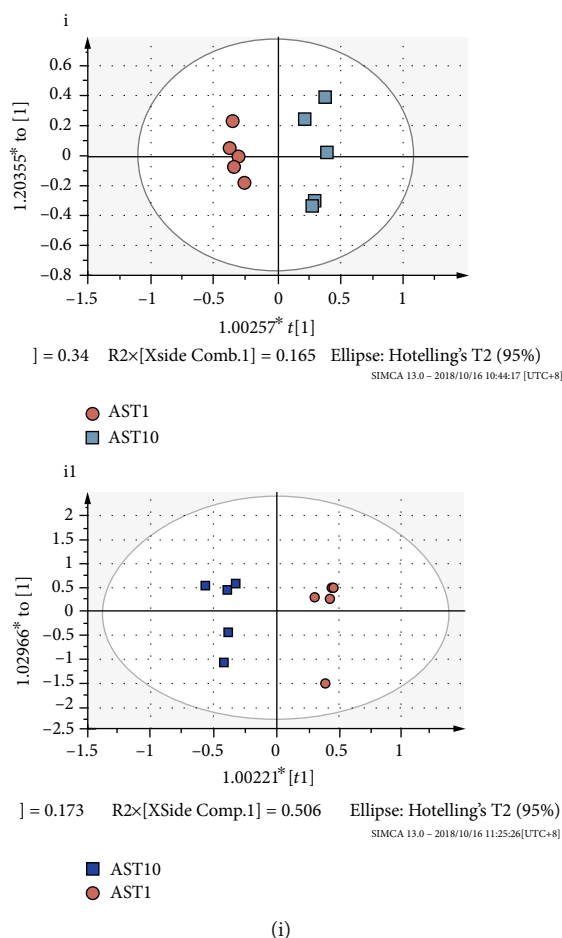 i
0.6
0.4
0.2
0
−0.2
−0.4
−0.6
−0.8
1.20355* to [1]
−1.5 −1 −0.5 0 0.5 1
1.00257* t[1]
] = 0.34 R2×[Xside Comb.1] = 0.165 Ellipse: Hotelling's T2 (95%)
SIMCA 13.0 – 2018/10/16 10:44:17 [UTC+8]
AST1
AST10
i1
2
1.5
1
0.5
0
−0.5
−1
−1.5
−2
−2.5
1.02966* to [1]
−1.5 −1 −0.5 0 0.5 1
1.00221* [t1]
] = 0.173 R2×[XSide Comp.1] = 0.506 Ellipse: Hotelling's T2 (95%)
SIMCA 13.0 – 2018/10/16 11:25:26[UTC+8]
AST10
AST1
(i)